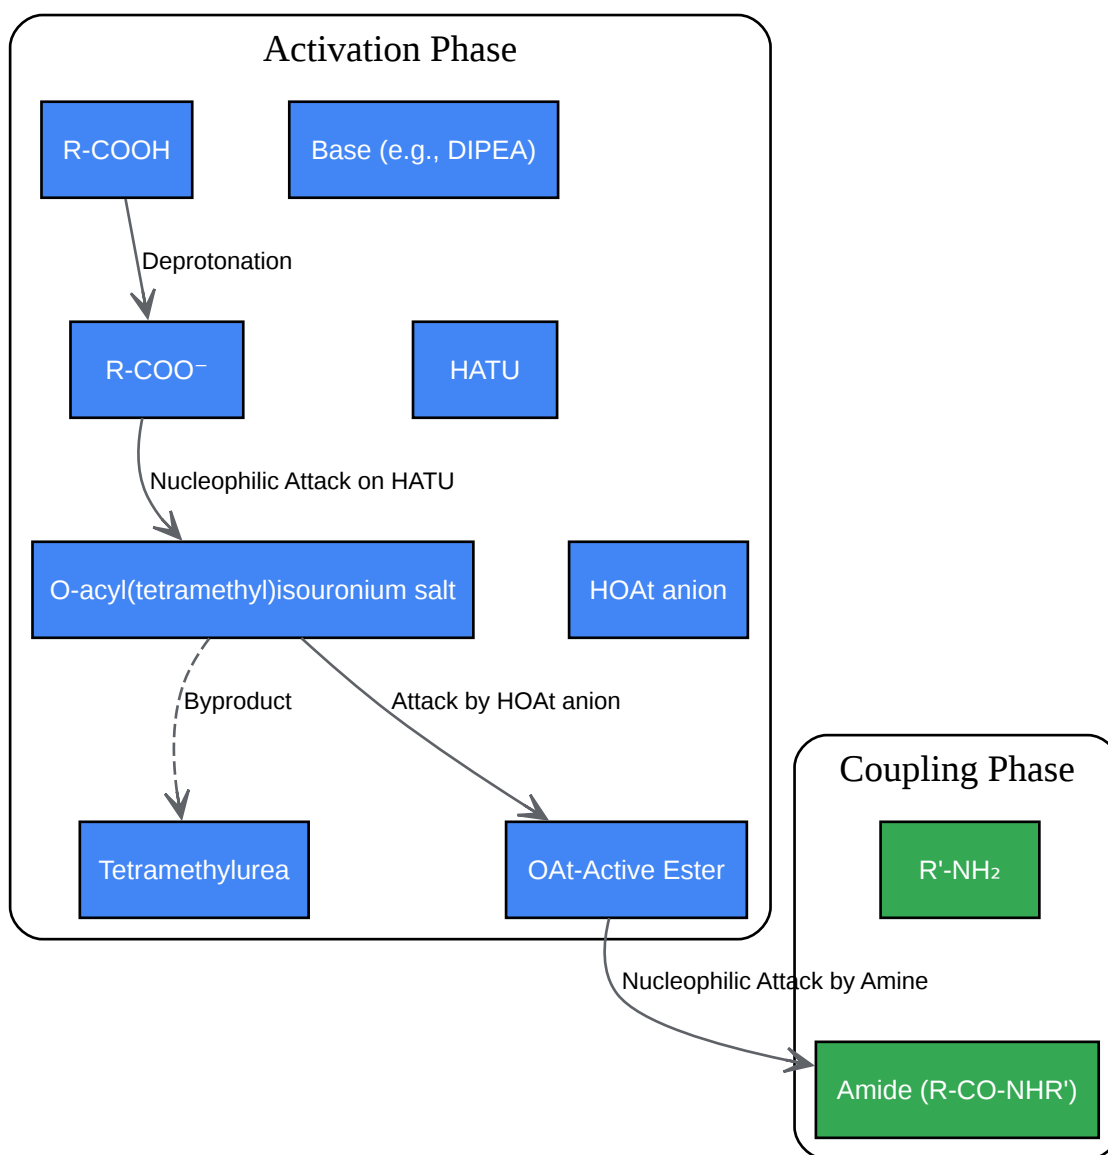 Activation Phase
R-COOH
Base (e.g., DIPEA)
Deprotonation
R-COO⁻
HATU
Nucleophilic Attack on HATU
O-acyl(tetramethyl)isouronium salt
HOAt anion
Byproduct
Attack by HOAt anion
Coupling Phase
Tetramethylurea
OAt-Active Ester
R'-NH₂
Nucleophilic Attack by Amine
Amide (R-CO-NHR')